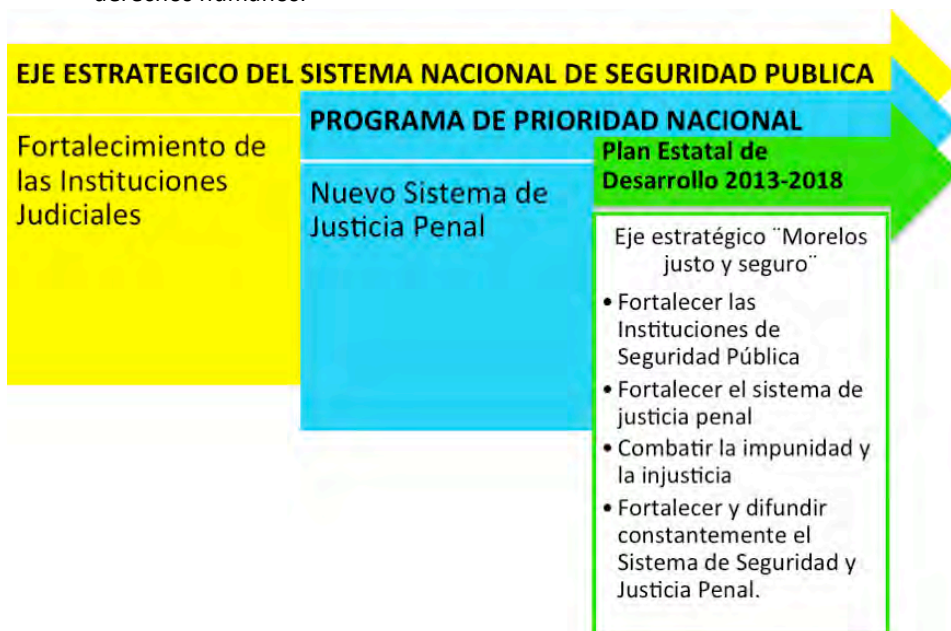 derechos humanos.
EJE ESTRATEGICO DEL SISTEMA NACIONAL DE SEGURIDAD PUBLICA
Fortalecimiento de
las Instituciones
Judiciales
PROGRAMA DE PRIORIDAD NACIONAL
Nuevo Sistema de
Justicia Penal
Plan Estatal de
Desarrollo 2013-2018
Eje estratégico ¨Morelos
justo y seguro¨
• Fortalecer las
Instituciones de
Seguridad Pública
• Fortalecer el sistema de
justicia penal
• Combatir la impunidad y
la injusticia
• Fortalecer y difundir
constantemente el
Sistema de Seguridad y
Justicia Penal.